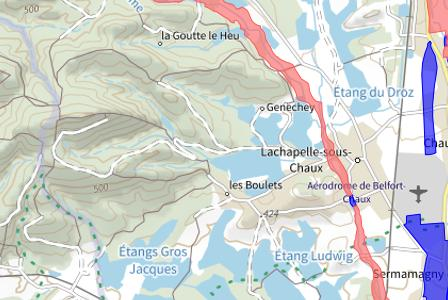 500
la Goutte le Heu
Étang du Droz
Genechey
Lachapelle-sous-
Chaux
les Boulets
Aérodrome de Belfort-
Chaux
500
424
Étangs Gros
Jacques
Étang Ludwig
Sermamagny